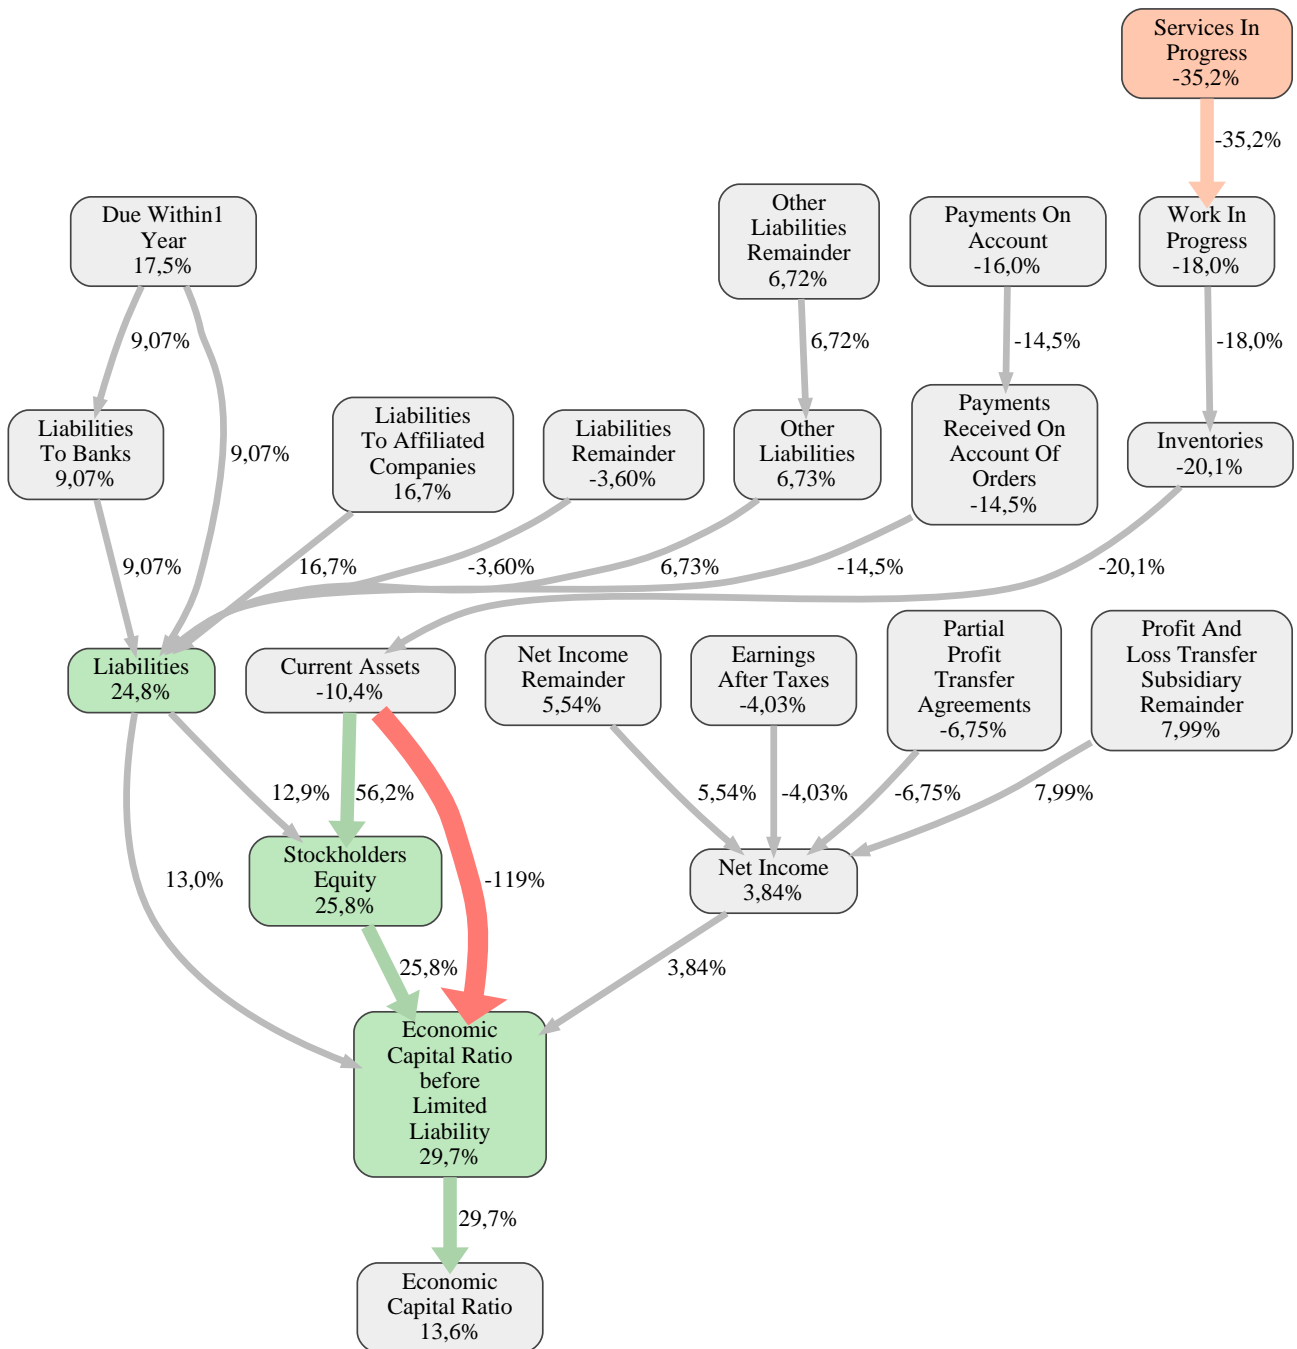 Services In
Progress
-35,2%
-35,2%
Due Within1
Year
17,5%
Other
Liabilities
Remainder
6,72%
Payments On
Account
-16,0%
Work In
Progress
-18,0%
9,07%
9,07%
6,72%
-14,5%
-18,0%
Liabilities
To Banks
9,07%
Liabilities
To Affiliated
Companies
16,7%
Liabilities
Remainder
-3,60%
Other
Liabilities
6,73%
Payments
Received On
Account Of
Orders
-14,5%
Inventories
-20,1%
9,07%
16,7%
-3,60%
6,73%
-14,5%
-20,1%
Liabilities
24,8%
Current Assets
-10,4%
Net Income
Remainder
5,54%
Earnings
After Taxes
-4,03%
Partial
Profit
Transfer
Agreements
-6,75%
Profit And
Loss Transfer
Subsidiary
Remainder
7,99%
12,9%
56,2%
5,54%
-4,03%
-6,75%
7,99%
Stockholders
Equity
25,8%
13,0%
-119%
Net Income
3,84%
25,8%
3,84%
Economic
Capital Ratio
before
Limited
Liability
29,7%
29,7%
Economic
Capital Ratio
13,6%